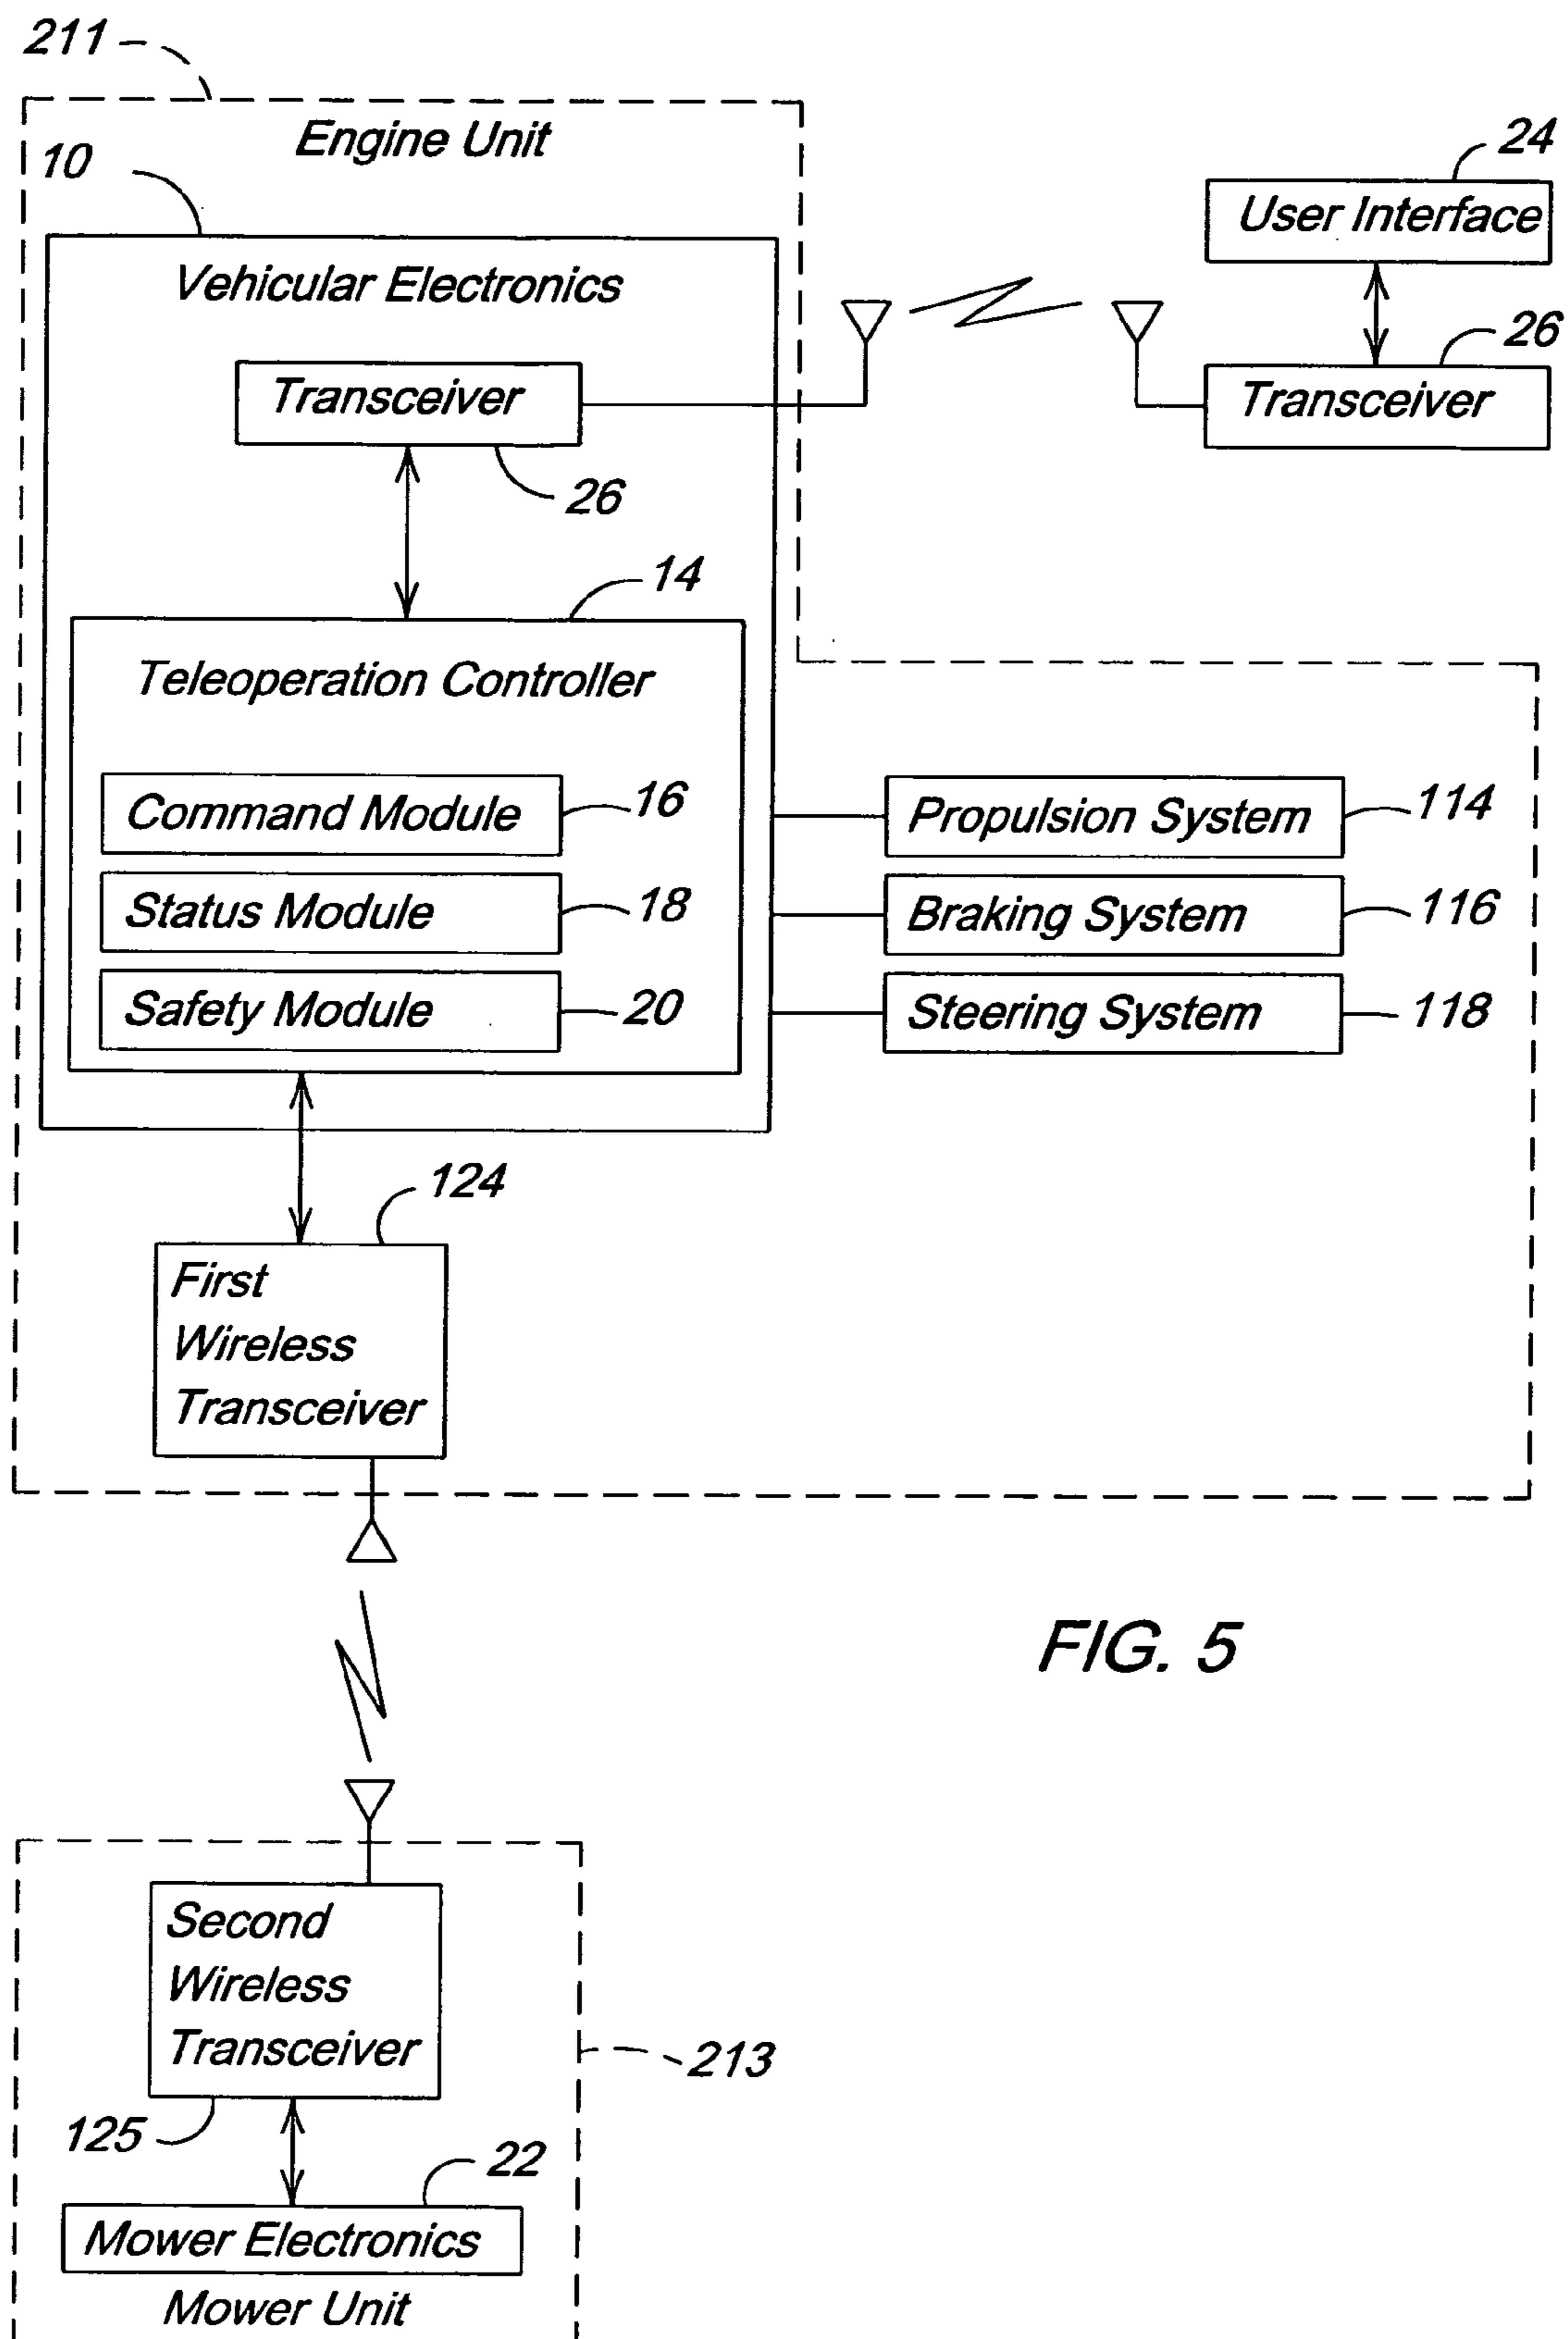 211
Engine Unit
10
24
Vehicular Electronics
User Interface
26
Transceiver
Transceiver
26
14
Teleoperation Controller
Command Module
16
Propulsion System
114
Status Module
18
Braking System
116
Safety Module
20
Steering System
118
124
First
Wireless
Transceiver
FIG. 5
Second
Wireless
Transceiver
213
125
22
Mower Electronics
Mower Unit